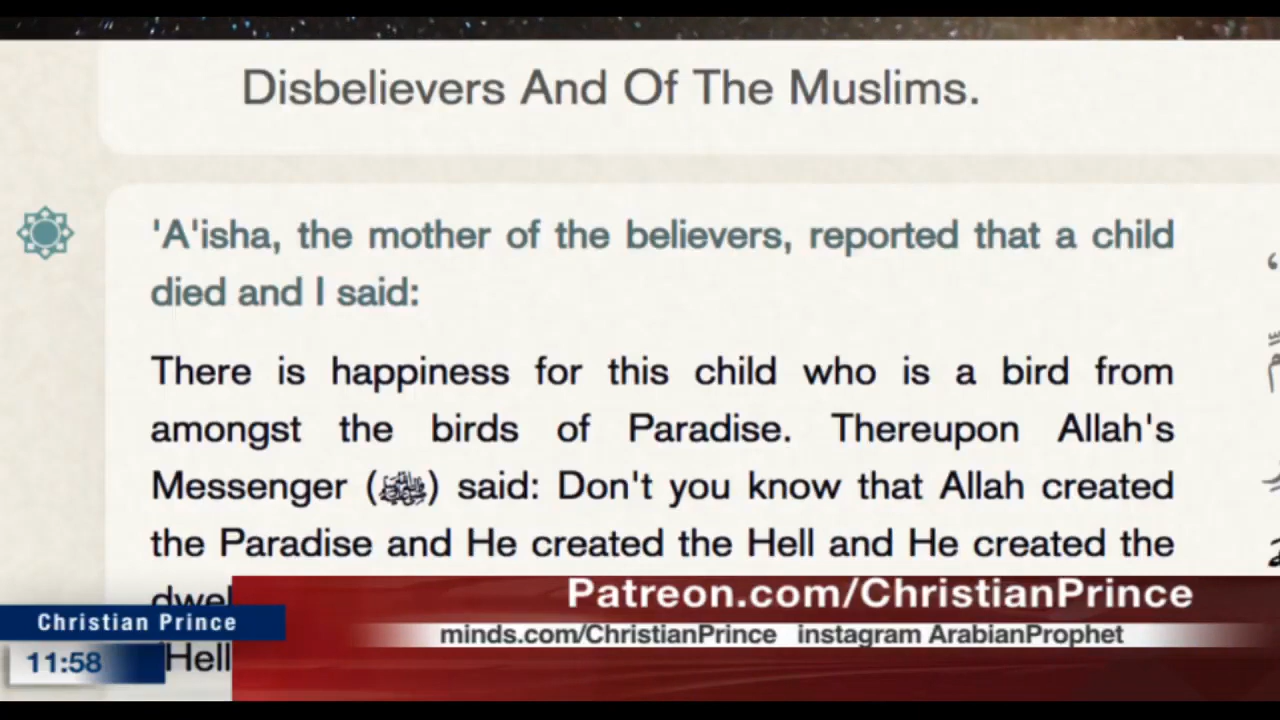 Disbelievers And Of The Muslims.
'A'isha, the mother of the believers, reported that a child
died and I said:
There is happiness for this child who is a bird from
amongst the birds of Paradise. Thereupon Allah's
Messenger (ﷺ) said: Don't you know that Allah created
the Paradise and He created the Hell and He created the
Hell
Patreon.com/ChristianPrince
minds.com/ChristianPrince instagram ArabianProphet
Christian Prince
11:58